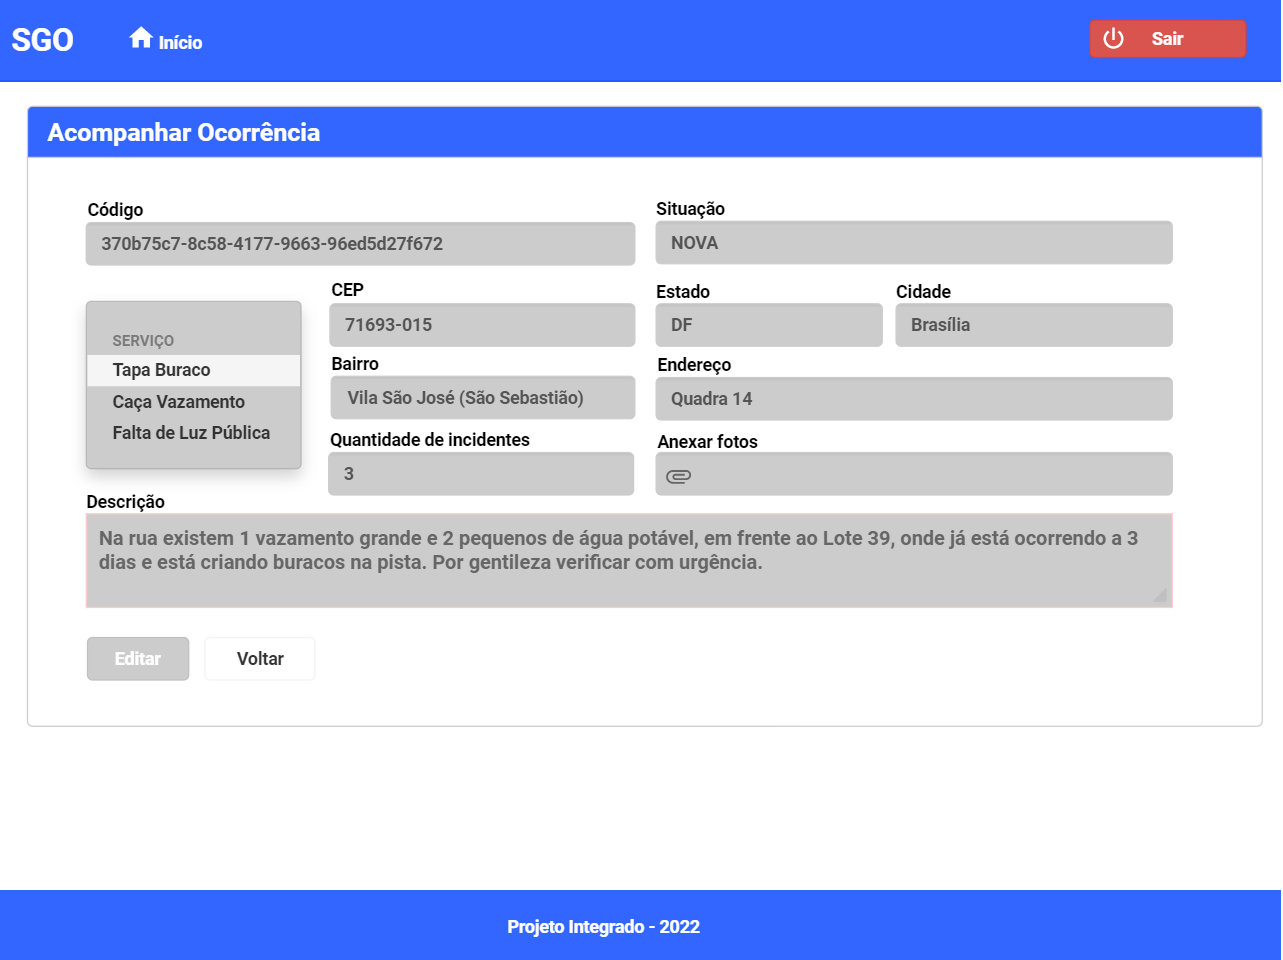 SGO
Início
Sair
Acompanhar Ocorrência
Código
370b75c7-8c58-4177-9663-96ed5d27f672
Situação
NOVA
SERVIÇO
Tapa Buraco
Caça Vazamento
Falta de Luz Pública
CEP
71693-015
Estado
DF
Cidade
Brasília
Bairro
Vila São José (São Sebastião)
Endereço
Quadra 14
Quantidade de incidentes
3
Anexar fotos
Descrição
Na rua existem 1 vazamento grande e 2 pequenos de água potável, em frente ao Lote 39, onde já está ocorrendo a 3
dias e está criando buracos na pista. Por gentileza verificar com urgência.
Editar
Voltar
Projeto Integrado - 2022